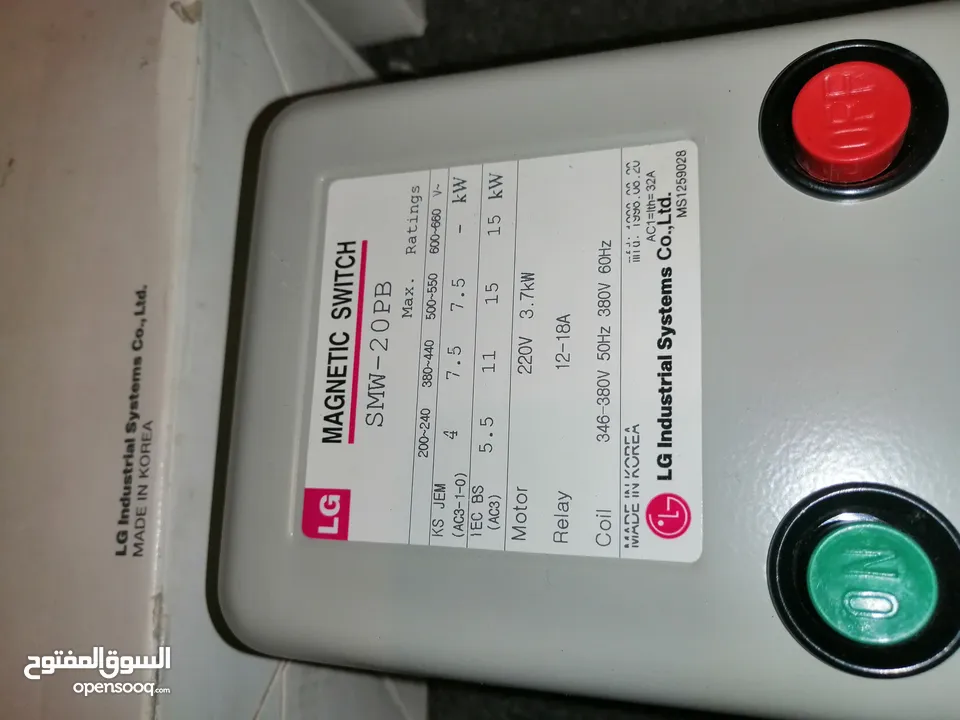 LG
MAGNETIC SWITCH
SMW-20PB
Max. Ratings
200~240 380~440 500~550 600~660 V~
KS JEM (AC3-1-0) 4 7.5 7.5 - kW
IEC BS (AC3) 5.5 11 15 15 kW
Motor 220V 3.7kW
Relay 12-18A
Coil 346-380V 50Hz 380V 60Hz
MADE IN KOREA
AC1=Ith=32A
LG Industrial Systems Co.,Ltd.
MS1259028
OFF
ON
LG Industrial Systems Co., Ltd.
MADE IN KOREA
السوق المفتوح
opensooq.com